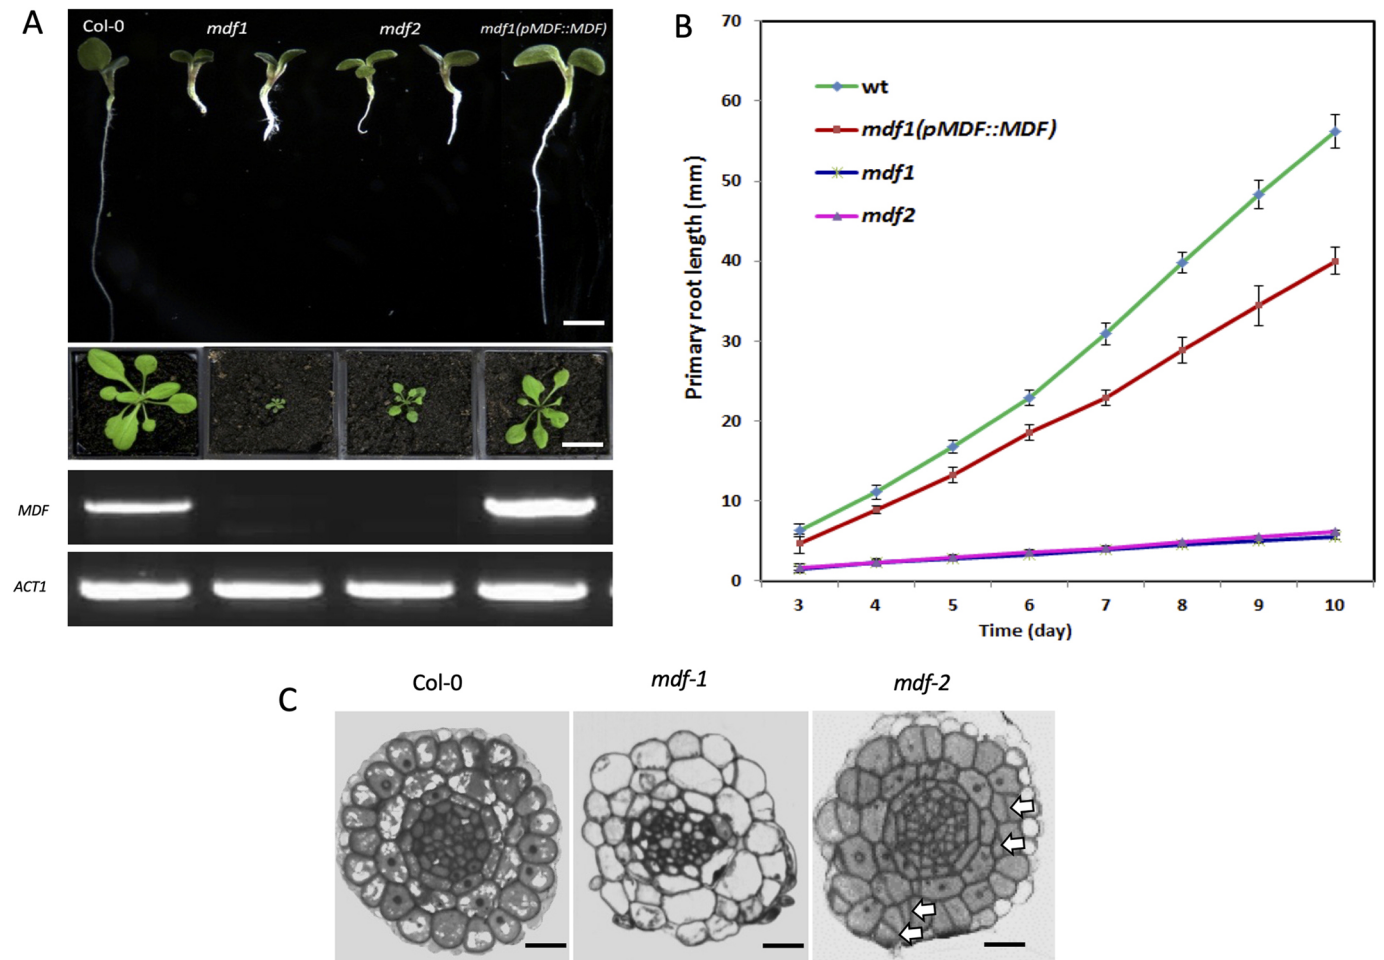 A
Col-0 mdf1 mdf2 mdf1(pMDF::MDF)
MDF
ACT1
B
70
60
50
40
30
20
10
0
Primary root length (mm)
wt
mdf1(pMDF::MDF)
mdf1
mdf2
3 4 5 6 7 8 9 10
Time (day)
C
Col-0 mdf-1 mdf-2